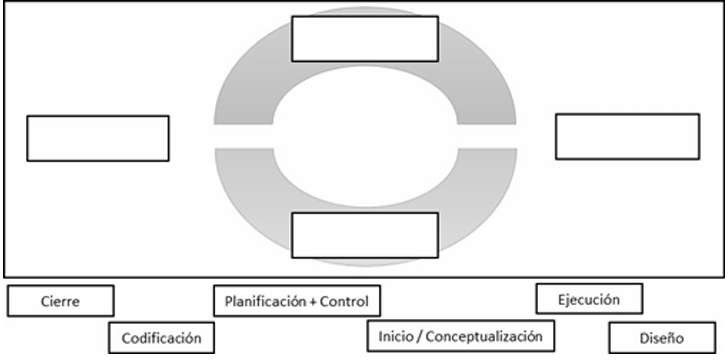 Cierre
Planificación + Control
Ejecución
Codificación
Inicio / Conceptualización
Diseño